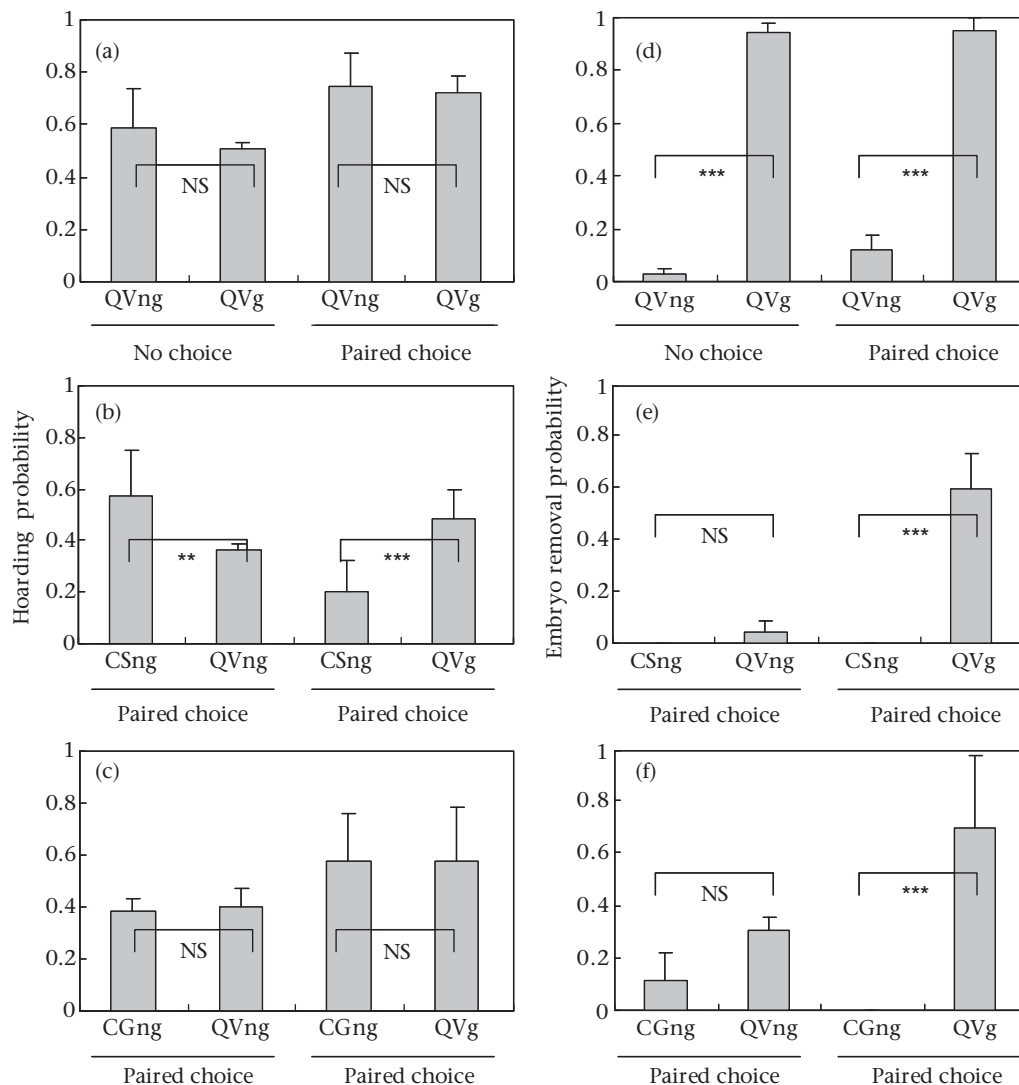 Hoarding probability
1
(a)
0.8
0.6
NS
NS
0.4
0.2
0
QVng QVg QVng QVg
No choice Paired choice
1
(b)
0.8
0.6
0.4
** ***
0.2
0
CSng QVng CSng QVg
Paired choice Paired choice
1
(c)
0.8
0.6
0.4
NS NS
0.2
0
CGng QVng CGng QVg
Paired choice Paired choice
Embryo removal probability
1
(d)
0.8
0.6
0.4
*** ***
0.2
0
QVng QVg QVng QVg
No choice Paired choice
1
(e)
0.8
0.6
0.4
NS ***
0.2
0
CSng QVng CSng QVg
Paired choice Paired choice
1
(f)
0.8
0.6
0.4
NS ***
0.2
0
CGng QVng CGng QVg
Paired choice Paired choice